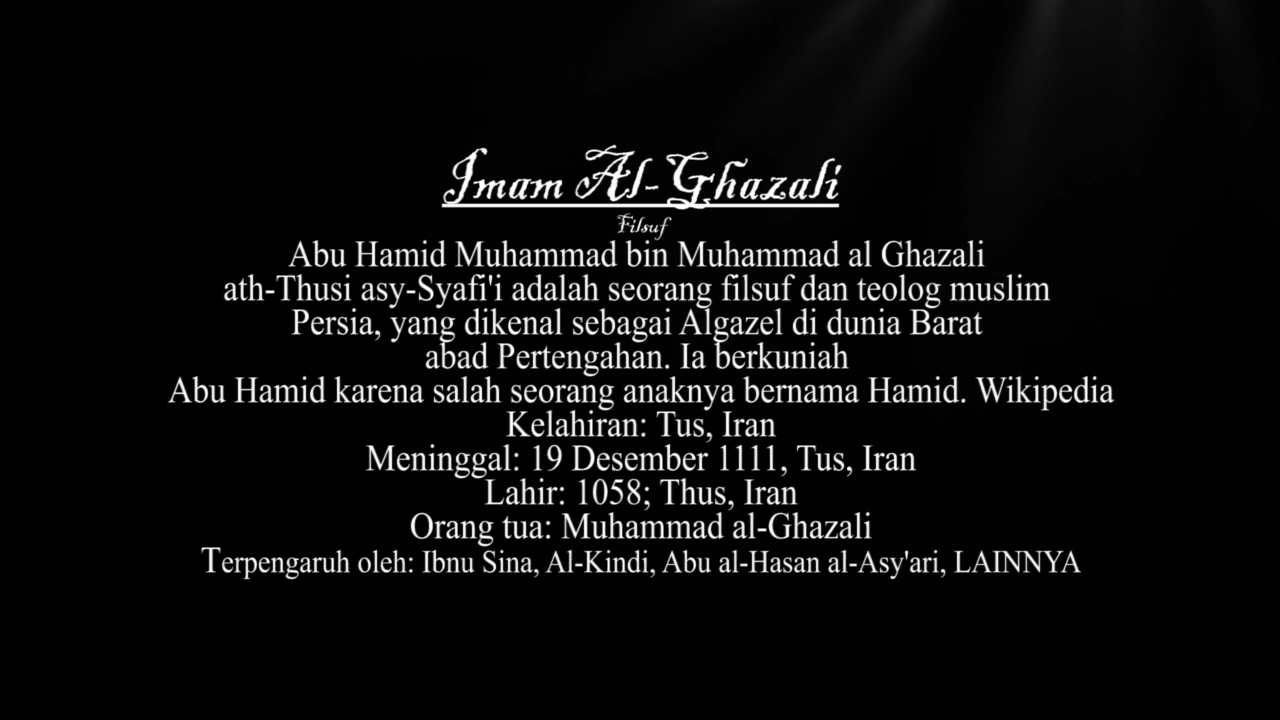 Imam Al-Ghazali
Filsuf
Abu Hamid Muhammad bin Muhammad al Ghazali
ath-Thusi asy-Syafi'i adalah seorang filsuf dan teolog muslim
Persia, yang dikenal sebagai Algazel di dunia Barat
abad Pertengahan. Ia berkuniah
Abu Hamid karena salah seorang anaknya bernama Hamid. Wikipedia
Kelahiran: Tus, Iran
Meninggal: 19 Desember 1111, Tus, Iran
Lahir: 1058; Thus, Iran
Orang tua: Muhammad al-Ghazali
Terpengaruh oleh: Ibnu Sina, Al-Kindi, Abu al-Hasan al-Asy'ari, LAINNYA